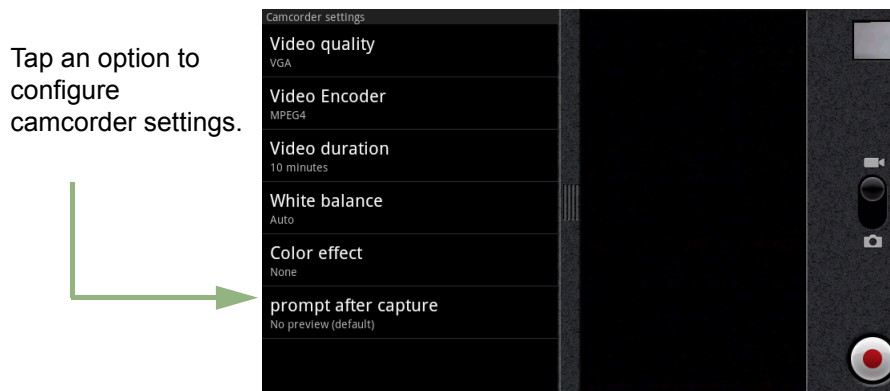 Tap an option to
configure
camcorder settings.
Camcorder settings
Video quality
VGA
Video Encoder
MPEG4
Video duration
10 minutes
White balance
Auto
Color effect
None
prompt after capture
No preview (default)